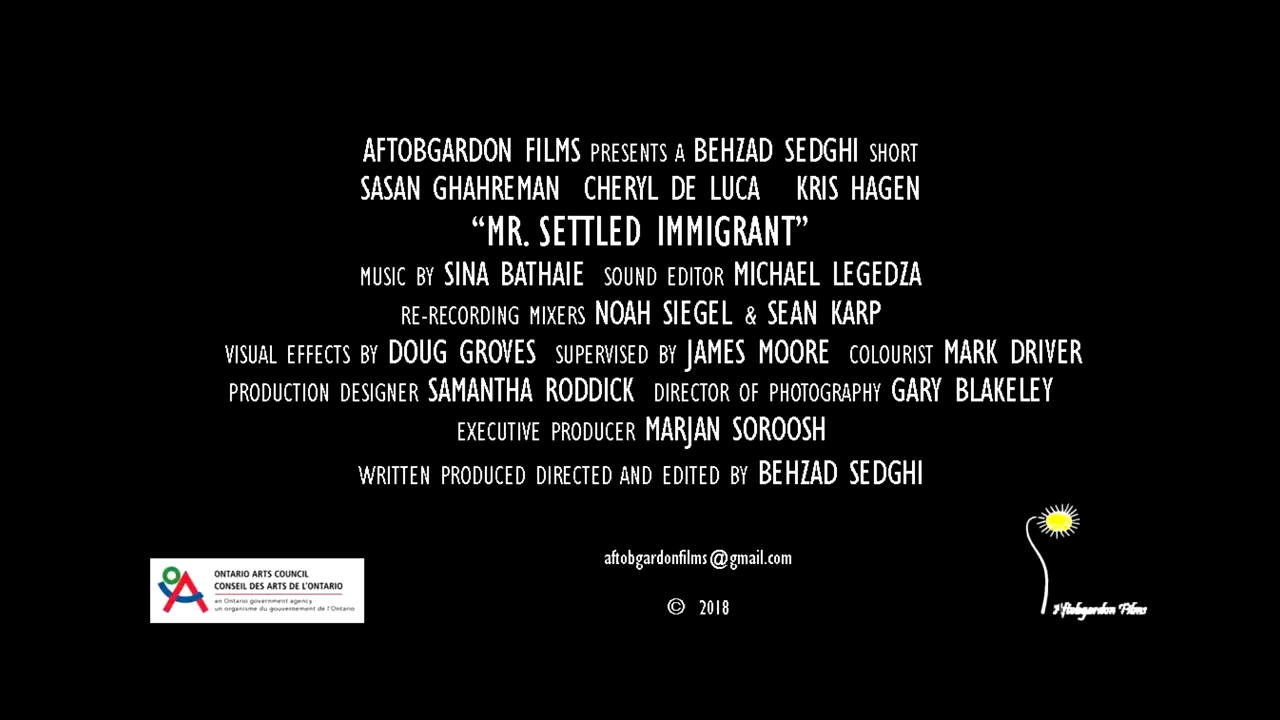 AFTOBGARDON FILMS PRESENTS A BEHZAD SEDGHI SHORT
SASAN GHAHREMAN CHERYL DE LUCA KRIS HAGEN
“MR. SETTLED IMMIGRANT”
MUSIC BY SINA BATHAIE SOUND EDITOR MICHAEL LEGEDZA
RE-RECORDING MIXERS NOAH SIEGEL & SEAN KARP
VISUAL EFFECTS BY DOUG GROVES SUPERVISED BY JAMES MOORE COLOURIST MARK DRIVER
PRODUCTION DESIGNER SAMANTHA RODDICK DIRECTOR OF PHOTOGRAPHY GARY BLAKELEY
EXECUTIVE PRODUCER MARJAN SOROOSH
WRITTEN PRODUCED DIRECTED AND EDITED BY BEHZAD SEDGHI
aftobgardonfilms@gmail.com
ONTARIO ARTS COUNCIL
CONSEIL DES ARTS DE L'ONTARIO
an Ontario government agency
un organisme du gouvernement de l'Ontario
© 2018
Aftobgardon Films